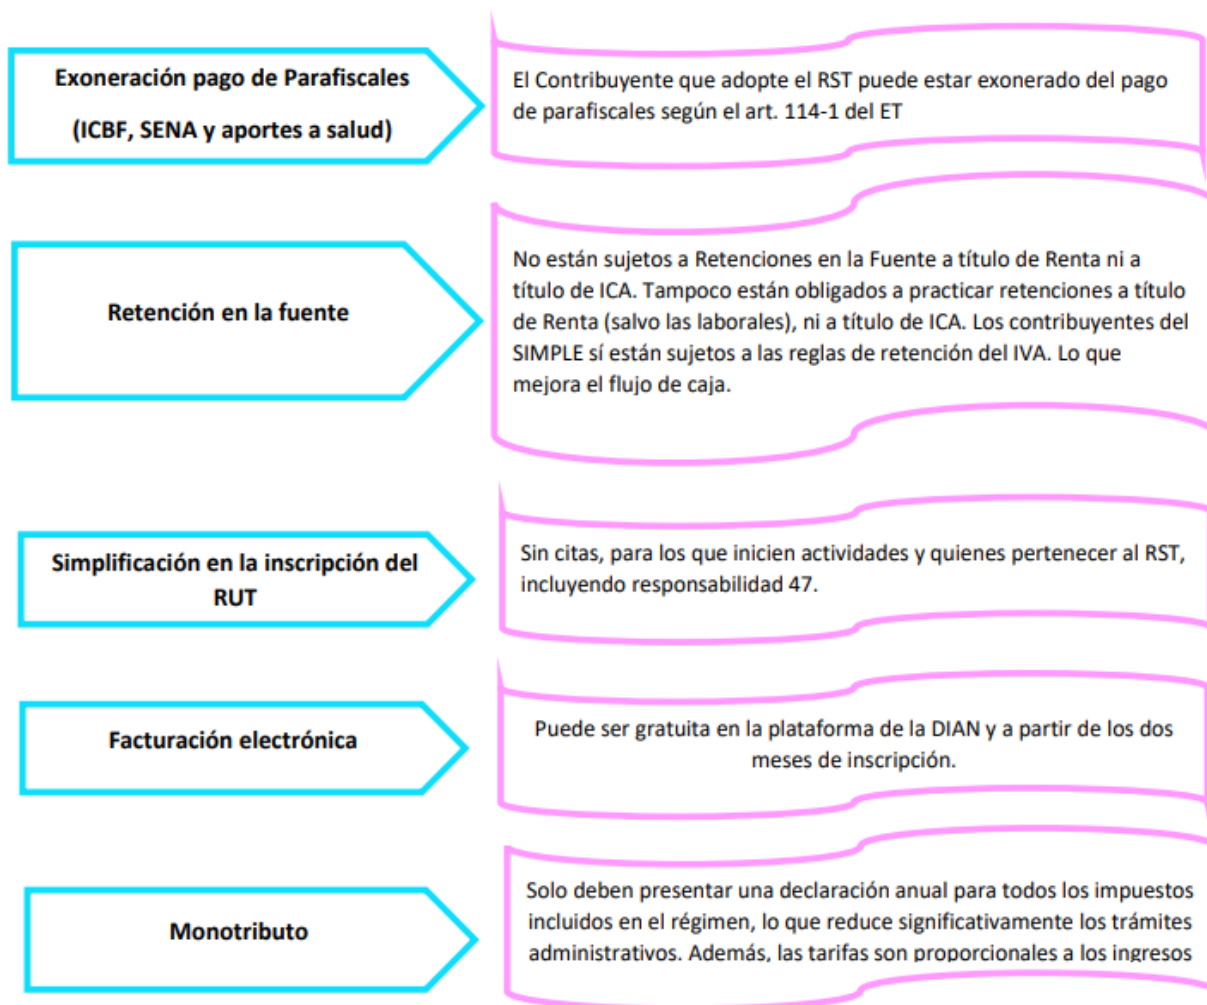 Exoneración pago de Parafiscales
(ICBF, SENA y aportes a salud)
El Contribuyente que adopte el RST puede estar exonerado del pago
de parafiscales según el art. 114-1 del ET
Retención en la fuente
No están sujetos a Retenciones en la Fuente a título de Renta ni a
título de ICA. Tampoco están obligados a practicar retenciones a título
de Renta (salvo las laborales), ni a título de ICA. Los contribuyentes del
SIMPLE sí están sujetos a las reglas de retención del IVA. Lo que
mejora el flujo de caja.
Simplificación en la inscripción del
RUT
Sin citas, para los que inicien actividades y quienes pertenecer al RST,
incluyendo responsabilidad 47.
Facturación electrónica
Puede ser gratuita en la plataforma de la DIAN y a partir de los dos
meses de inscripción.
Monotributo
Solo deben presentar una declaración anual para todos los impuestos
incluidos en el régimen, lo que reduce significativamente los trámites
administrativos. Además, las tarifas son proporcionales a los ingresos